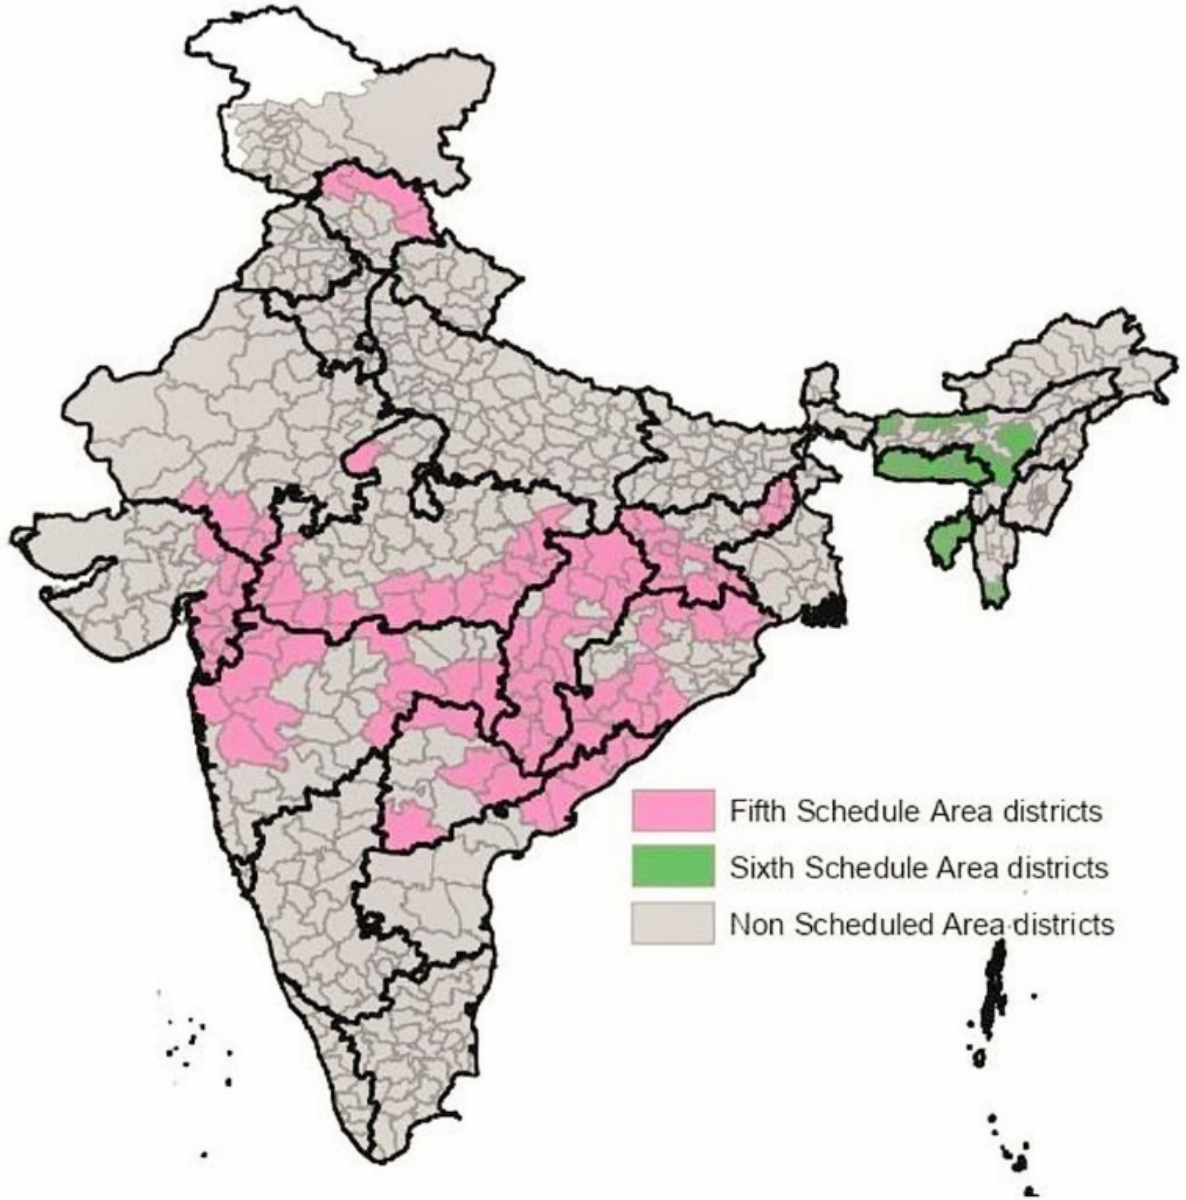 Fifth Schedule Area districts
Sixth Schedule Area districts
Non Scheduled Area districts